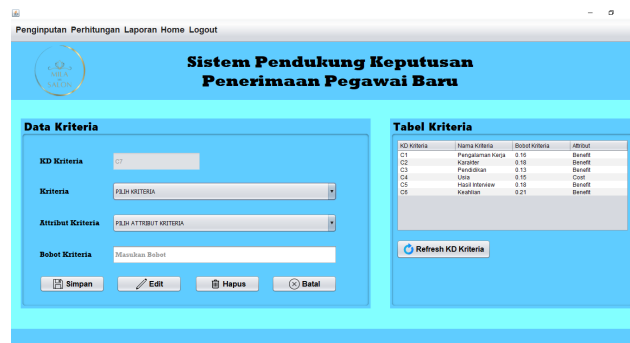 Penginputan Perhitungan Laporan Home Logout
Sistem Pendukung Keputusan
Penerimaan Pegawai Baru
Data Kriteria
KD Kriteria
C7
Kriteria
PILIH KRITERIA
Attribut Kriteria
PILIH ATTRIBUT KRITERIA
Bobot Kriteria
Masukan Bobot
Simpan
Edit
Hapus
Batal
Tabel Kriteria
KD Kriteria Nama Kriteria Bobot Kriteria Attribut
C1 Pengalaman Kerja 0.16 Benefit
C2 Karakter 0.18 Benefit
C3 Pendidikan 0.13 Benefit
C4 Usia 0.15 Cost
C5 Hasil Interview 0.18 Benefit
C6 Keahlian 0.21 Benefit
Refresh KD Kriteria